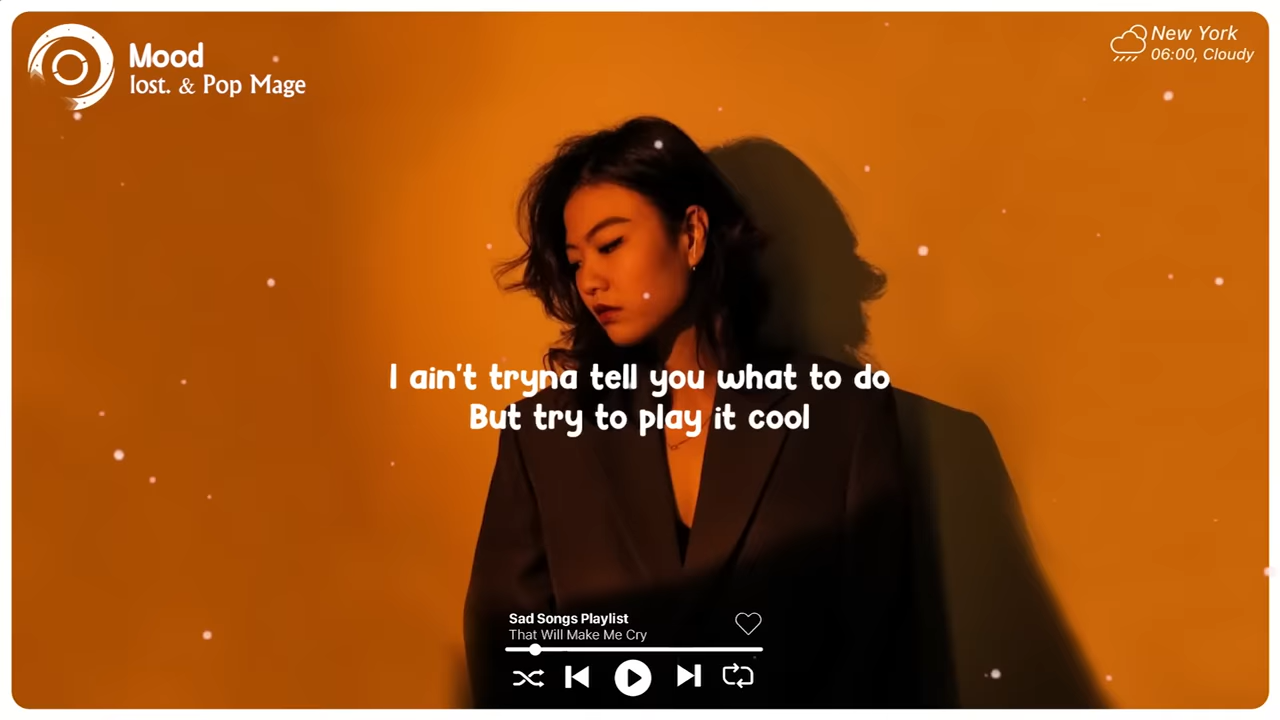 Mood
lost. & Pop Mage
New York
06:00, Cloudy
I ain't tryna tell you what to do
But try to play it cool
Sad Songs Playlist
That Will Make Me Cry